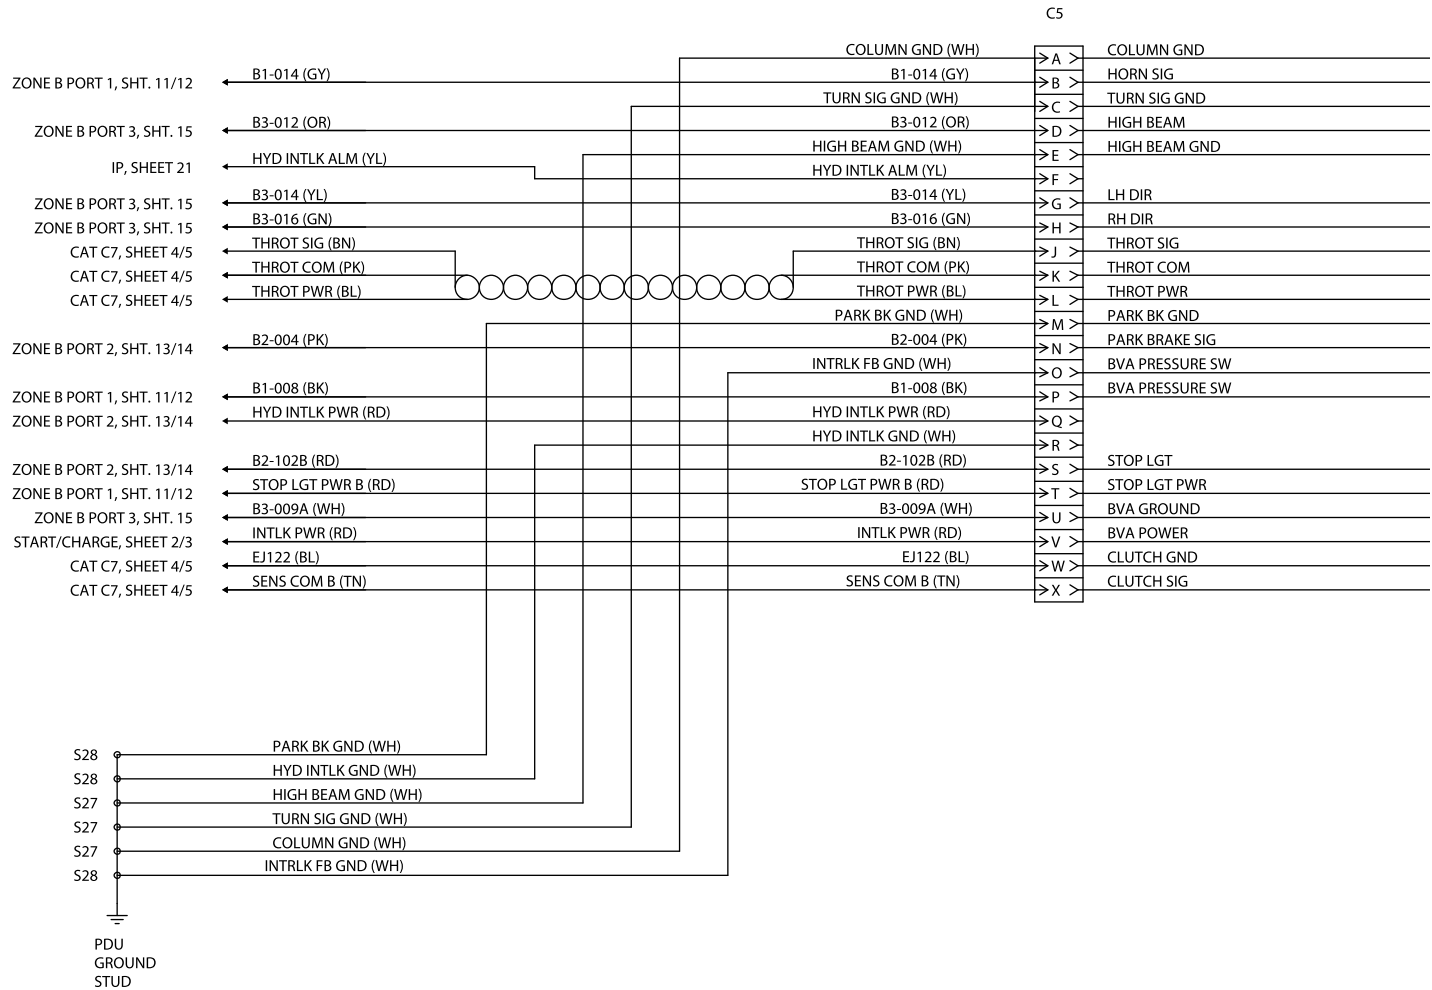 C5
COLUMN GND (WH) A COLUMN GND
ZONE B PORT 1, SHT. 11/12 B1-014 (GY) B1-014 (GY) B HORN SIG
TURN SIG GND (WH) C TURN SIG GND
ZONE B PORT 3, SHT. 15 B3-012 (OR) B3-012 (OR) D HIGH BEAM
HIGH BEAM GND (WH) E HIGH BEAM GND
IP, SHEET 21 HYD INTLK ALM (YL) HYD INTLK ALM (YL) F
ZONE B PORT 3, SHT. 15 B3-014 (YL) B3-014 (YL) G LH DIR
ZONE B PORT 3, SHT. 15 B3-016 (GN) B3-016 (GN) H RH DIR
CAT C7, SHEET 4/5 THROT SIG (BN) THROT SIG (BN) J THROT SIG
CAT C7, SHEET 4/5 THROT COM (PK) THROT COM (PK) K THROT COM
CAT C7, SHEET 4/5 THROT PWR (BL) THROT PWR (BL) L THROT PWR
PARK BK GND (WH) M PARK BK GND
ZONE B PORT 2, SHT. 13/14 B2-004 (PK) B2-004 (PK) N PARK BRAKE SIG
INTRLK FB GND (WH) O BVA PRESSURE SW
ZONE B PORT 1, SHT. 11/12 B1-008 (BK) B1-008 (BK) P BVA PRESSURE SW
ZONE B PORT 2, SHT. 13/14 HYD INTLK PWR (RD) HYD INTLK PWR (RD) Q
HYD INTLK GND (WH) R
ZONE B PORT 2, SHT. 13/14 B2-102B (RD) B2-102B (RD) S STOP LGT
ZONE B PORT 1, SHT. 11/12 STOP LGT PWR B (RD) STOP LGT PWR B (RD) T STOP LGT PWR
ZONE B PORT 3, SHT. 15 B3-009A (WH) B3-009A (WH) U BVA GROUND
START/CHARGE, SHEET 2/3 INTLK PWR (RD) INTLK PWR (RD) V BVA POWER
CAT C7, SHEET 4/5 EJ122 (BL) EJ122 (BL) W CLUTCH GND
CAT C7, SHEET 4/5 SENS COM B (TN) SENS COM B (TN) X CLUTCH SIG
S28 PARK BK GND (WH)
S28 HYD INTLK GND (WH)
S27 HIGH BEAM GND (WH)
S27 TURN SIG GND (WH)
S27 COLUMN GND (WH)
S28 INTRLK FB GND (WH)
PDU
GROUND
STUD